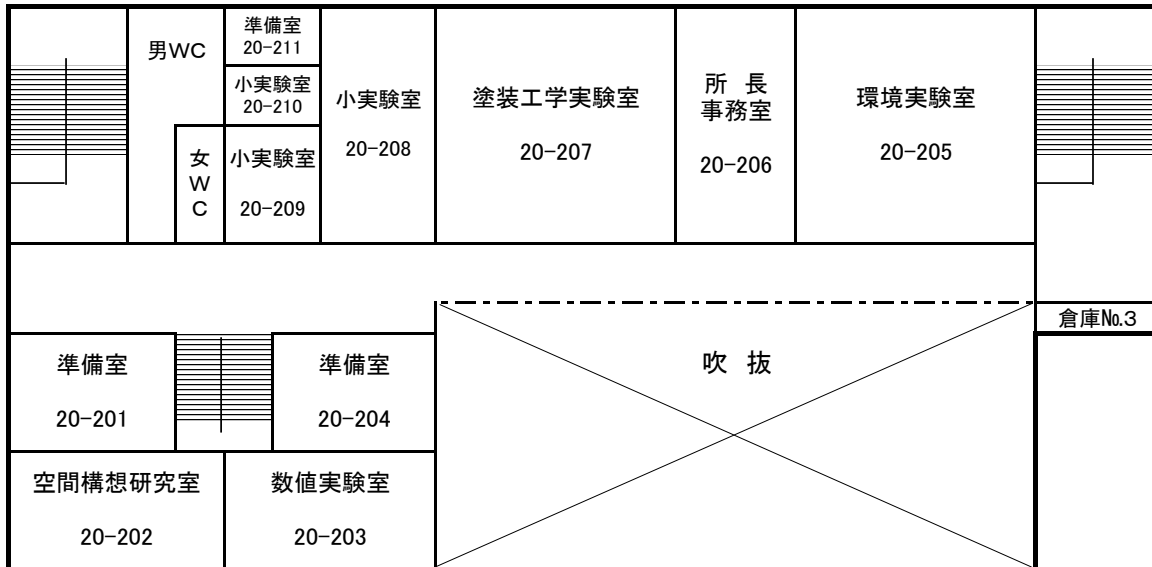 男WC
準備室
20-211
小実験室
20-210
女
W
C
小実験室
20-209
小実験室
20-208
塗装工学実験室
20-207
所 長
事務室
20-206
環境実験室
20-205
倉庫№3
吹 抜
準備室
20-201
準備室
20-204
空間構想研究室
20-202
数値実験室
20-203